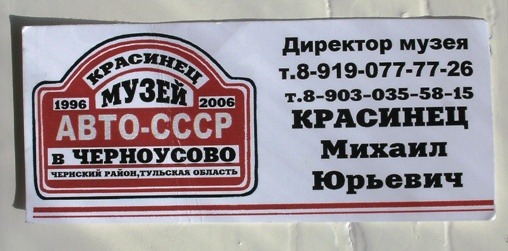 КРАСИНЕЦ
МУЗЕЙ
1996 2006
АВТО-СССР
в ЧЕРНОУСОВО
ЧЕРНСКИЙ РАЙОН,ТУЛЬСКАЯ ОБЛАСТЬ
Директор музея
т.8-919-077-77-26
т.8-903-035-58-15
КРАСИНЕЦ
Михаил
Юрьевич